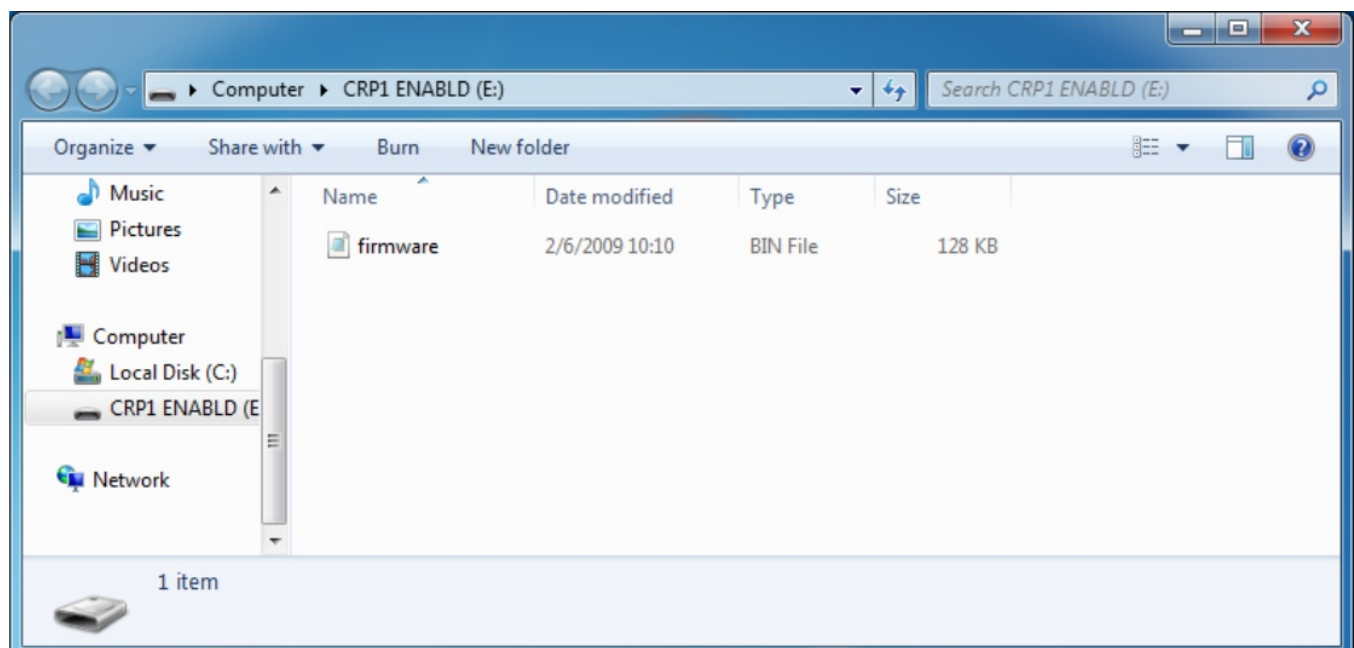 Computer ▸ CRP1 ENABLD (E:)
Search CRP1 ENABLD (E:)
Organize Share with Burn New folder
Music
Pictures
Videos
Computer
Local Disk (C:)
CRP1 ENABLD (E
Network
Name Date modified Type Size
firmware 2/6/2009 10:10 BIN File 128 KB
1 item